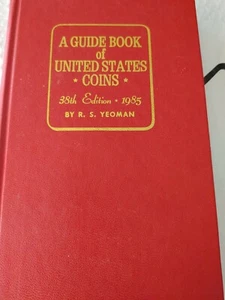 A GUIDE BOOK
of
UNITED STATES
• COINS •
38th Edition • 1985
BY R. S. YEOMAN